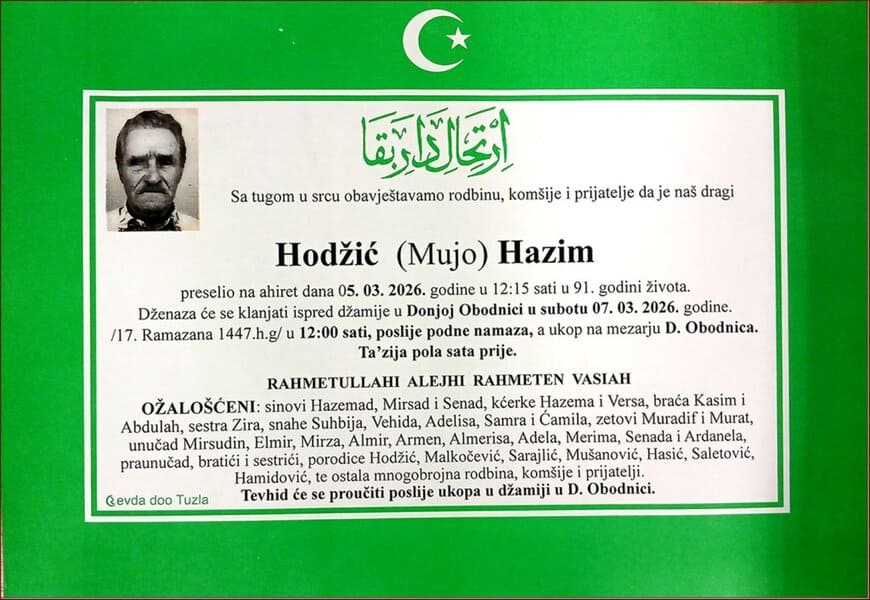 اِرْتِحَالِ دَارِ بَقَا
Sa tugom u srcu obavještavamo rodbinu, komšije i prijatelje da je naš dragi
Hodžić (Mujo) Hazim
preselio na ahiret dana 05. 03. 2026. godine u 12:15 sati u 91. godini života.
Dženaza će se klanjati ispred džamije u Donjoj Obodnici u subotu 07. 03. 2026. godine.
/17. Ramazana 1447.h.g/ u 12:00 sati, poslije podne namaza, a ukop na mezarju D. Obodnica.
Ta’zija pola sata prije.
RAHMETULLAHI ALEJHI RAHMETEN VASIAH
OŽALOŠĆENI: sinovi Hazemad, Mirsad i Senad, kćerke Hazema i Versa, braća Kasim i
Abdulah, sestra Zira, snahe Suhbija, Vehida, Adelisa, Samra i Ćamila, zetovi Muradif i Murat,
unučad Mirsudin, Elmir, Mirza, Almir, Armen, Almerisa, Adela, Merima, Senada i Ardanela,
praunučad, bratići i sestrići, porodice Hodžić, Malkočević, Sarajlić, Mušanović, Hasić, Saletović,
Hamidović, te ostala mnogobrojna rodbina, komšije i prijatelji.
Tevhid će se proučiti poslije ukopa u džamiji u D. Obodnici.
evda doo Tuzla